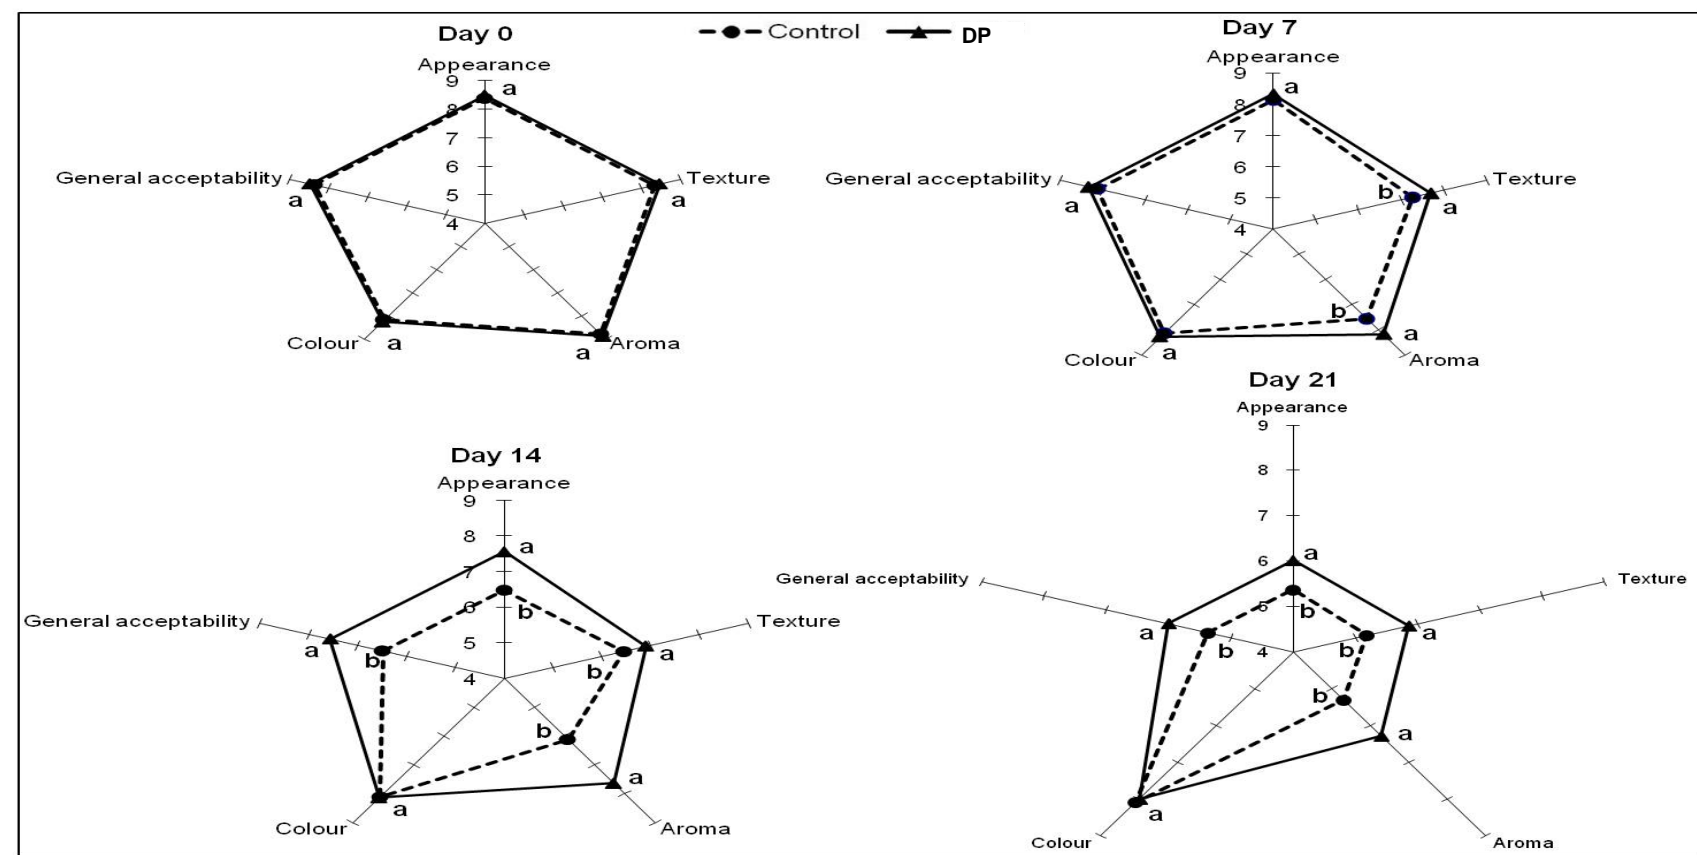 Day 0
Control
DP
Day 7
Appearance
9
a
8
7
6
5
4
General acceptability
a
Texture
a
Colour
a
Aroma
a
Appearance
9
a
8
7
6
5
4
General acceptability
a
b
Texture
a
b
Colour
a
a
Aroma
Day 14
Appearance
9
8
a
7
6
b
5
4
General acceptability
a
b
Texture
a
b
b
a
Colour
a
Aroma
Day 21
Appearance
9
8
7
6
a
5
b
4
General acceptability
a
b
Texture
a
b
b
a
Colour
a
Aroma